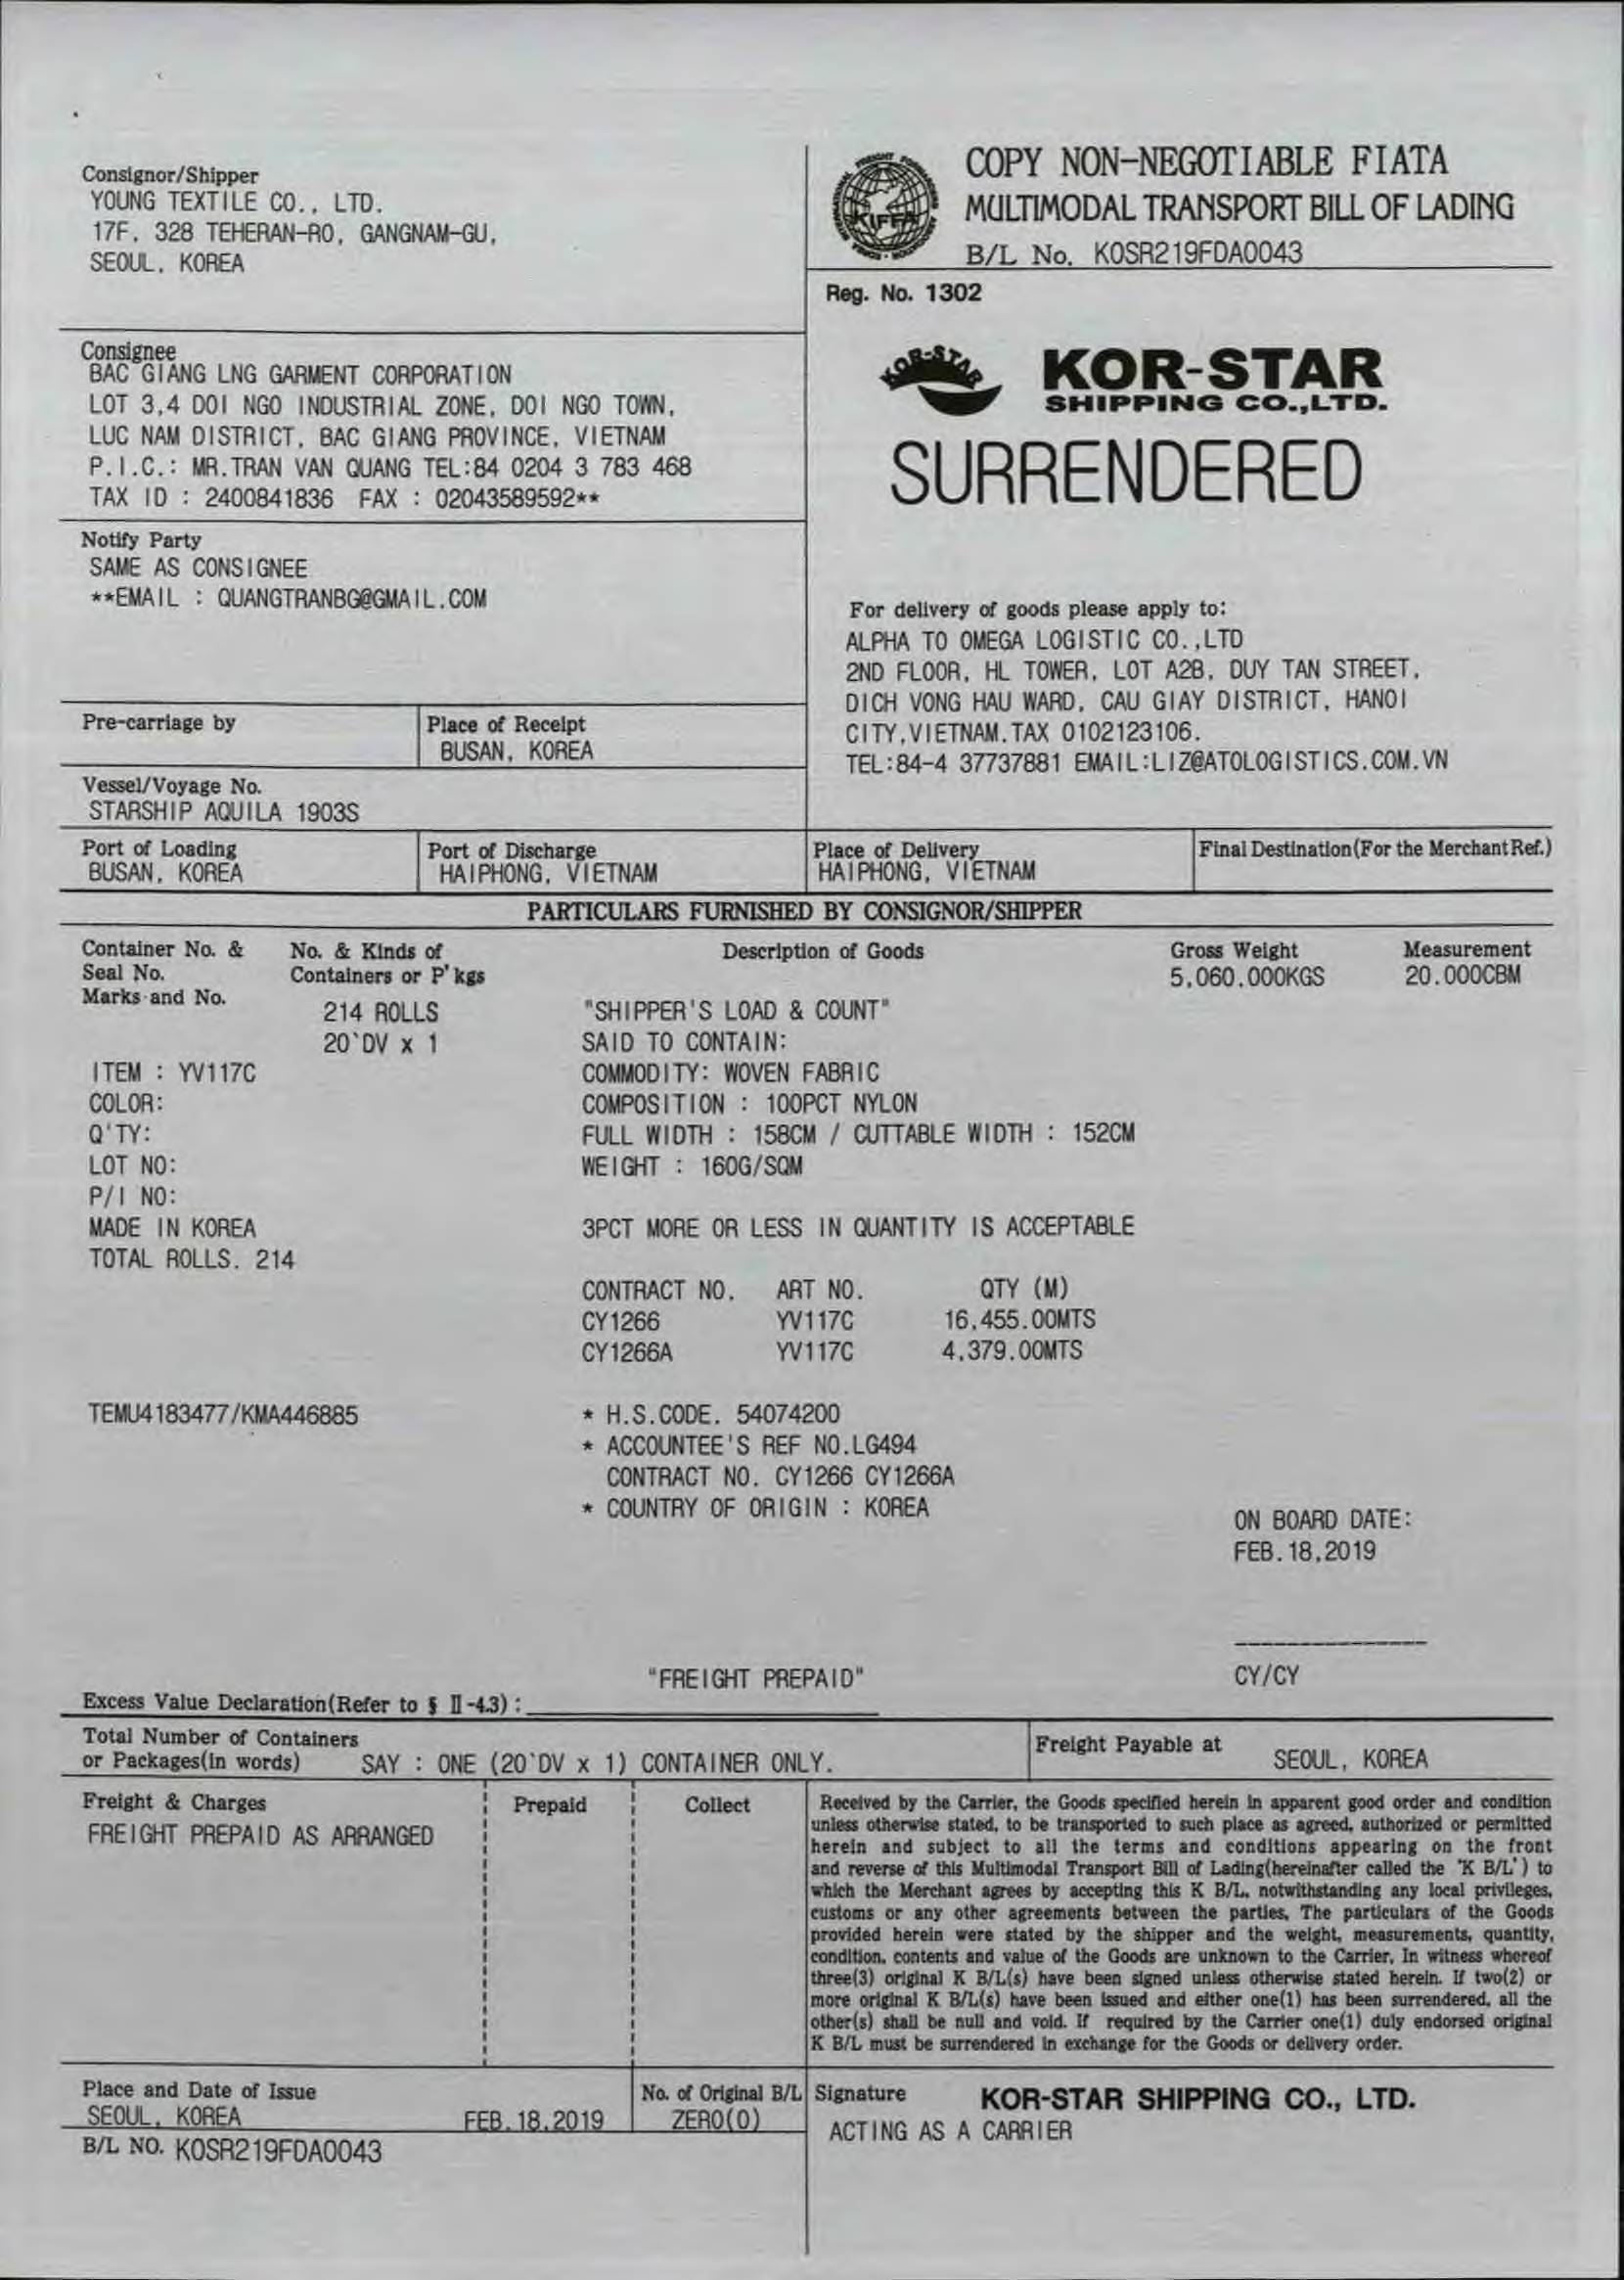 Consignor/Shipper
YOUNG TEXTILE CO., LTD.
17F, 328 TEHERAN-RO, GANGNAM-GU,
SEOUL, KOREA
KIFFA
COPY NON-NEGOTIABLE FIATA
MULTIMODAL TRANSPORT BILL OF LADING
B/L No. KOSR219FDA0043
Reg. No. 1302
KOR-STAR
KOR-STAR
SHIPPING CO.,LTD.
SURRENDERED
Consignee
BAC GIANG LNG GARMENT CORPORATION
LOT 3,4 DOI NGO INDUSTRIAL ZONE, DOI NGO TOWN,
LUC NAM DISTRICT, BAC GIANG PROVINCE, VIETNAM
P.I.C.: MR.TRAN VAN QUANG TEL:84 0204 3 783 468
TAX ID : 2400841836 FAX : 02043589592**
Notify Party
SAME AS CONSIGNEE
**EMAIL : QUANGTRANBG@GMAIL.COM
For delivery of goods please apply to:
ALPHA TO OMEGA LOGISTIC CO.,LTD
2ND FLOOR, HL TOWER, LOT A2B, DUY TAN STREET,
DICH VONG HAU WARD, CAU GIAY DISTRICT, HANOI
CITY,VIETNAM.TAX 0102123106.
TEL:84-4 37737881 EMAIL:LIZ@ATOLOGISTICS.COM.VN
Pre-carriage by
Place of Receipt
BUSAN, KOREA
Vessel/Voyage No.
STARSHIP AQUILA 1903S
Port of Loading
BUSAN, KOREA
Port of Discharge
HAIPHONG, VIETNAM
Place of Delivery
HAIPHONG, VIETNAM
Final Destination(For the Merchant Ref.)
PARTICULARS FURNISHED BY CONSIGNOR/SHIPPER
Container No. &
Seal No.
Marks and No.
No. & Kinds of
Containers or P'kgs
Description of Goods
Gross Weight
5,060.000KGS
Measurement
20.000CBM
214 ROLLS
20`DV x 1
"SHIPPER'S LOAD & COUNT"
SAID TO CONTAIN:
ITEM : YV117C
COMMODITY: WOVEN FABRIC
COLOR:
COMPOSITION : 100PCT NYLON
Q'TY:
FULL WIDTH : 158CM / CUTTABLE WIDTH : 152CM
LOT NO:
WEIGHT : 160G/SQM
P/I NO:
MADE IN KOREA
3PCT MORE OR LESS IN QUANTITY IS ACCEPTABLE
TOTAL ROLLS. 214
CONTRACT NO. ART NO. QTY (M)
CY1266 YV117C 16,455.00MTS
CY1266A YV117C 4,379.00MTS
TEMU4183477/KMA446885
* H.S.CODE. 54074200
* ACCOUNTEE'S REF NO.LG494
CONTRACT NO. CY1266 CY1266A
* COUNTRY OF ORIGIN : KOREA
ON BOARD DATE:
FEB.18,2019
"FREIGHT PREPAID"
CY/CY
Excess Value Declaration(Refer to § Ⅱ-4.3) :
Total Number of Containers
or Packages(in words) SAY : ONE (20`DV x 1) CONTAINER ONLY.
Freight Payable at
SEOUL, KOREA
Freight & Charges
Prepaid
Collect
FREIGHT PREPAID AS ARRANGED
Received by the Carrier, the Goods specified herein in apparent good order and condition
unless otherwise stated, to be transported to such place as agreed, authorized or permitted
herein and subject to all the terms and conditions appearing on the front
and reverse of this Multimodal Transport Bill of Lading(hereinafter called the 'K B/L') to
which the Merchant agrees by accepting this K B/L, notwithstanding any local privileges,
customs or any other agreements between the parties. The particulars of the Goods
provided herein were stated by the shipper and the weight, measurements, quantity,
condition, contents and value of the Goods are unknown to the Carrier. In witness whereof
three(3) original K B/L(s) have been signed unless otherwise stated herein. If two(2) or
more original K B/L(s) have been issued and either one(1) has been surrendered, all the
other(s) shall be null and void. If required by the Carrier one(1) duly endorsed original
K B/L must be surrendered in exchange for the Goods or delivery order.
Place and Date of Issue
SEOUL, KOREA FEB.18,2019
No. of Original B/L
ZERO(0)
Signature
KOR-STAR SHIPPING CO., LTD.
ACTING AS A CARRIER
B/L NO. KOSR219FDA0043